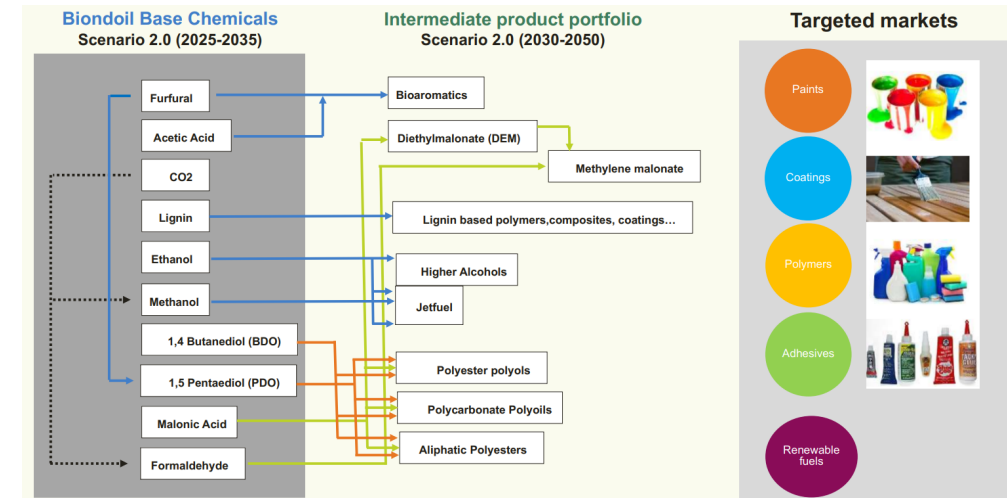 Biondoil Base Chemicals
Scenario 2.0 (2025-2035)
Intermediate product portfolio
Scenario 2.0 (2030-2050)
Targeted markets
Furfural
Acetic Acid
CO2
Lignin
Ethanol
Methanol
1,4 Butanediol (BDO)
1,5 Pentaediol (PDO)
Malonic Acid
Formaldehyde
Bioaromatics
Diethylmalonate (DEM)
Methylene malonate
Lignin based polymers,composites, coatings…
Higher Alcohols
Jetfuel
Polyester polyols
Polycarbonate Polyoils
Aliphatic Polyesters
Paints
Coatings
Polymers
Adhesives
Renewable
fuels